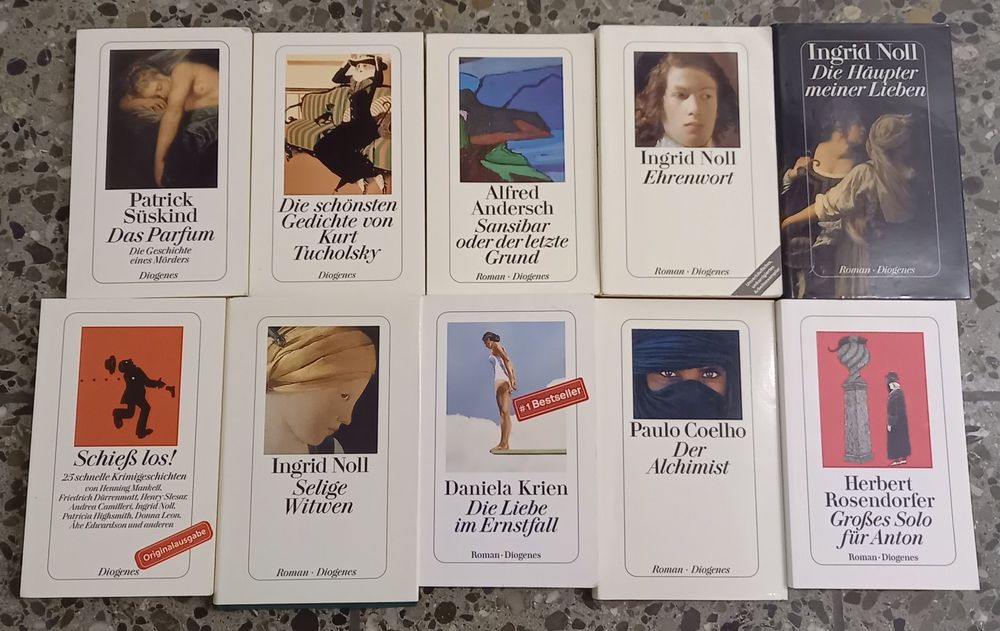 Patrick
Süskind
Das Parfum
Die Geschichte
eines Mörders
Diogenes
Die schönsten
Gedichte von
Kurt
Tucholsky
Diogenes
Alfred
Andersch
Sansibar
oder der letzte
Grund
Roman · Diogenes
Ingrid Noll
Ehrenwort
Roman · Diogenes
Ingrid Noll
Die Häupter
meiner Lieben
Roman · Diogenes
Schieß los!
25 schnelle Krimigeschichten
von Henning Mankell,
Friedrich Dürrenmatt, Henry Slesar,
Andrea Camilleri, Ingrid Noll,
Patricia Highsmith, Donna Leon,
Åke Edwardson und anderen
Originalausgabe
Diogenes
Ingrid Noll
Selige
Witwen
Roman · Diogenes
#1 Bestseller
Daniela Krien
Die Liebe
im Ernstfall
Roman · Diogenes
Paulo Coelho
Der
Alchimist
Roman · Diogenes
Herbert
Rosendorfer
Großes Solo
für Anton
Roman · Diogenes